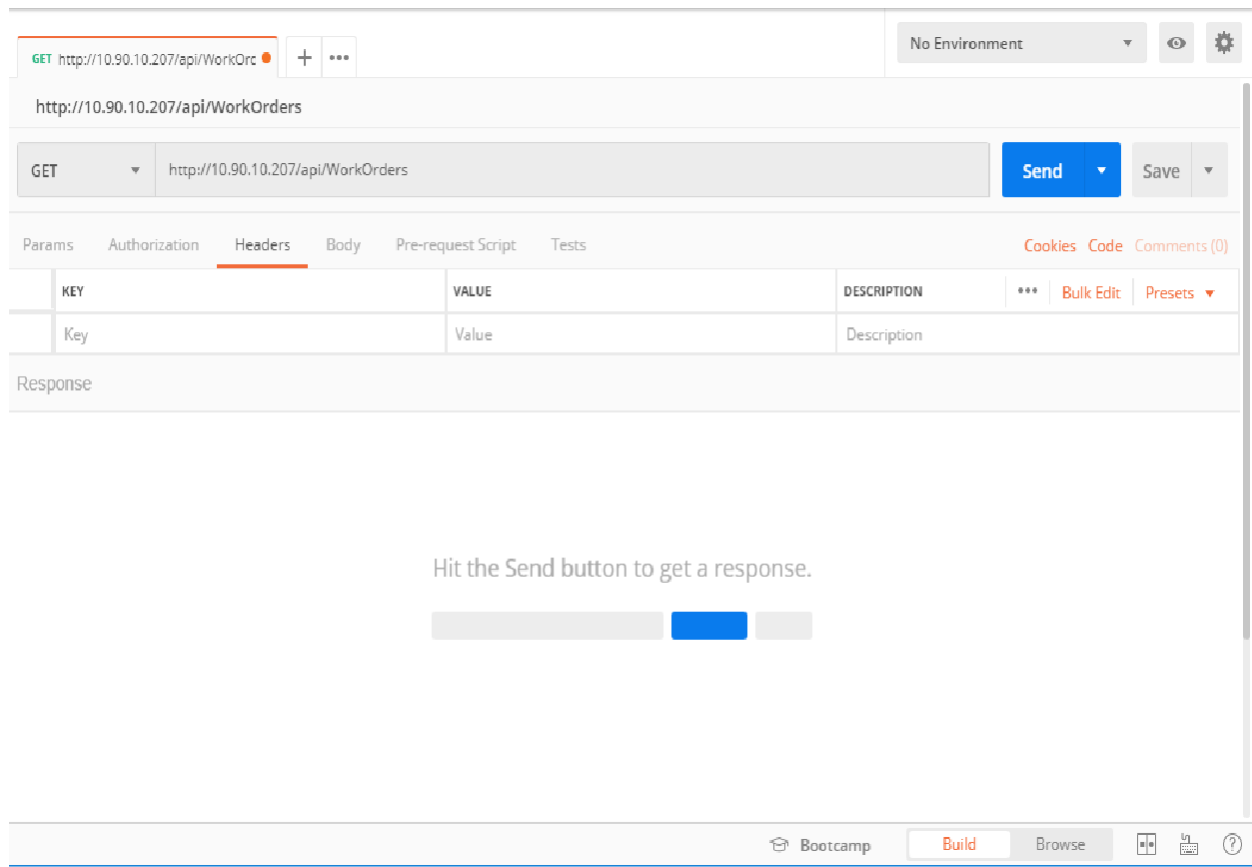 GET http://10.90.10.207/api/WorkOrc
+ •••
No Environment
http://10.90.10.207/api/WorkOrders
GET http://10.90.10.207/api/WorkOrders Send Save
Params Authorization Headers Body Pre-request Script Tests Cookies Code Comments (0)
KEY VALUE DESCRIPTION ••• Bulk Edit Presets
Key Value Description
Response
Hit the Send button to get a response.
Bootcamp Build Browse ?